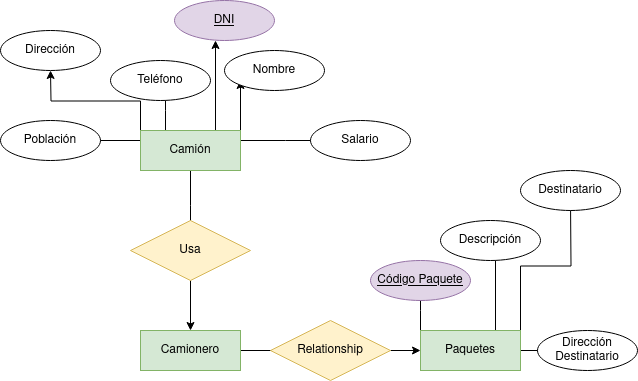 DNI
Dirección
Teléfono
Nombre
Población
Camión
Salario
Destinatario
Usa
Descripción
Código Paquete
Camionero
Relationship
Paquetes
Dirección
Destinatario